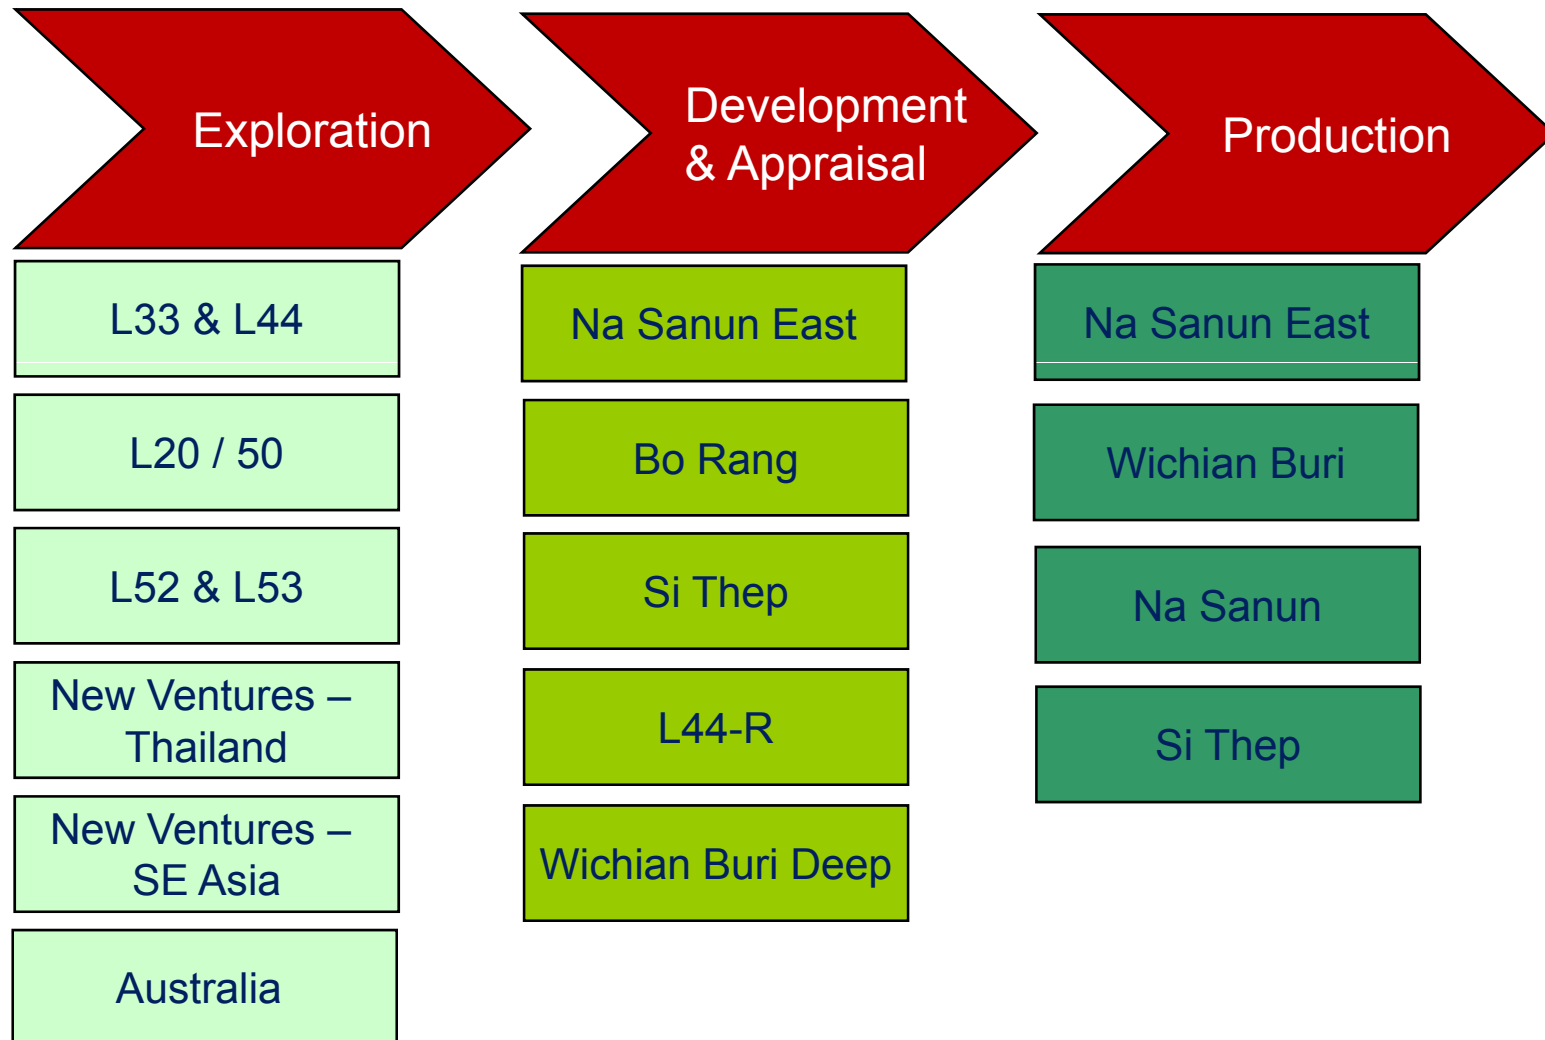 Exploration
Development
& Appraisal
Production
L33 & L44
L20 / 50
L52 & L53
New Ventures –
Thailand
New Ventures –
SE Asia
Australia
Na Sanun East
Bo Rang
Si Thep
L44-R
Wichian Buri Deep
Na Sanun East
Wichian Buri
Na Sanun
Si Thep